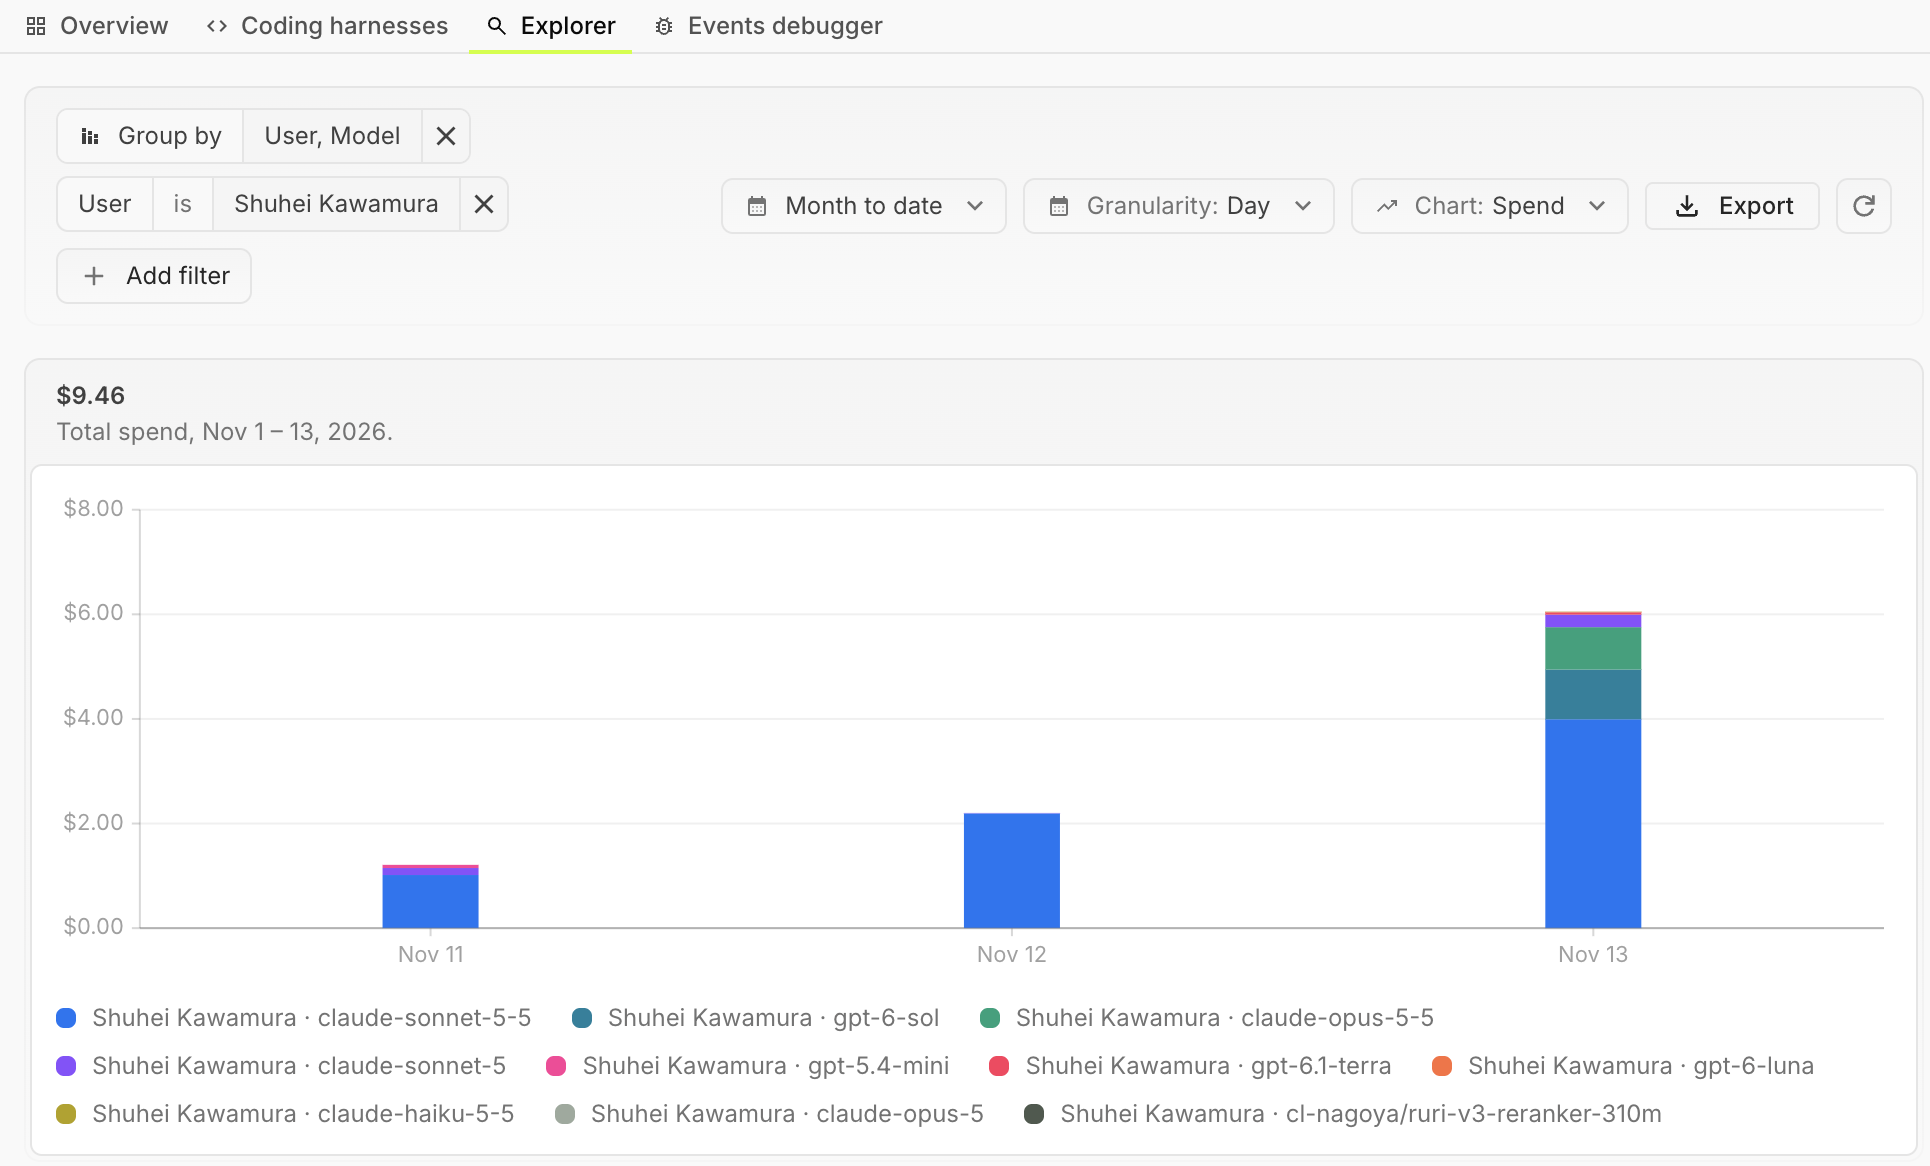 Overview Coding harnesses Explorer Events debugger
Group by User, Model
User is Shuhei Kawamura Month to date Granularity: Day Chart: Spend Export
Add filter
$9.46
Total spend, Nov 1 – 13, 2026.
$8.00
$6.00
$4.00
$2.00
$0.00
Nov 11 Nov 12 Nov 13
Shuhei Kawamura · claude-sonnet-5-5 Shuhei Kawamura · gpt-6-sol Shuhei Kawamura · claude-opus-5-5
Shuhei Kawamura · claude-sonnet-5 Shuhei Kawamura · gpt-5.4-mini Shuhei Kawamura · gpt-6.1-terra Shuhei Kawamura · gpt-6-luna
Shuhei Kawamura · claude-haiku-5-5 Shuhei Kawamura · claude-opus-5 Shuhei Kawamura · cl-nagoya/ruri-v3-reranker-310m